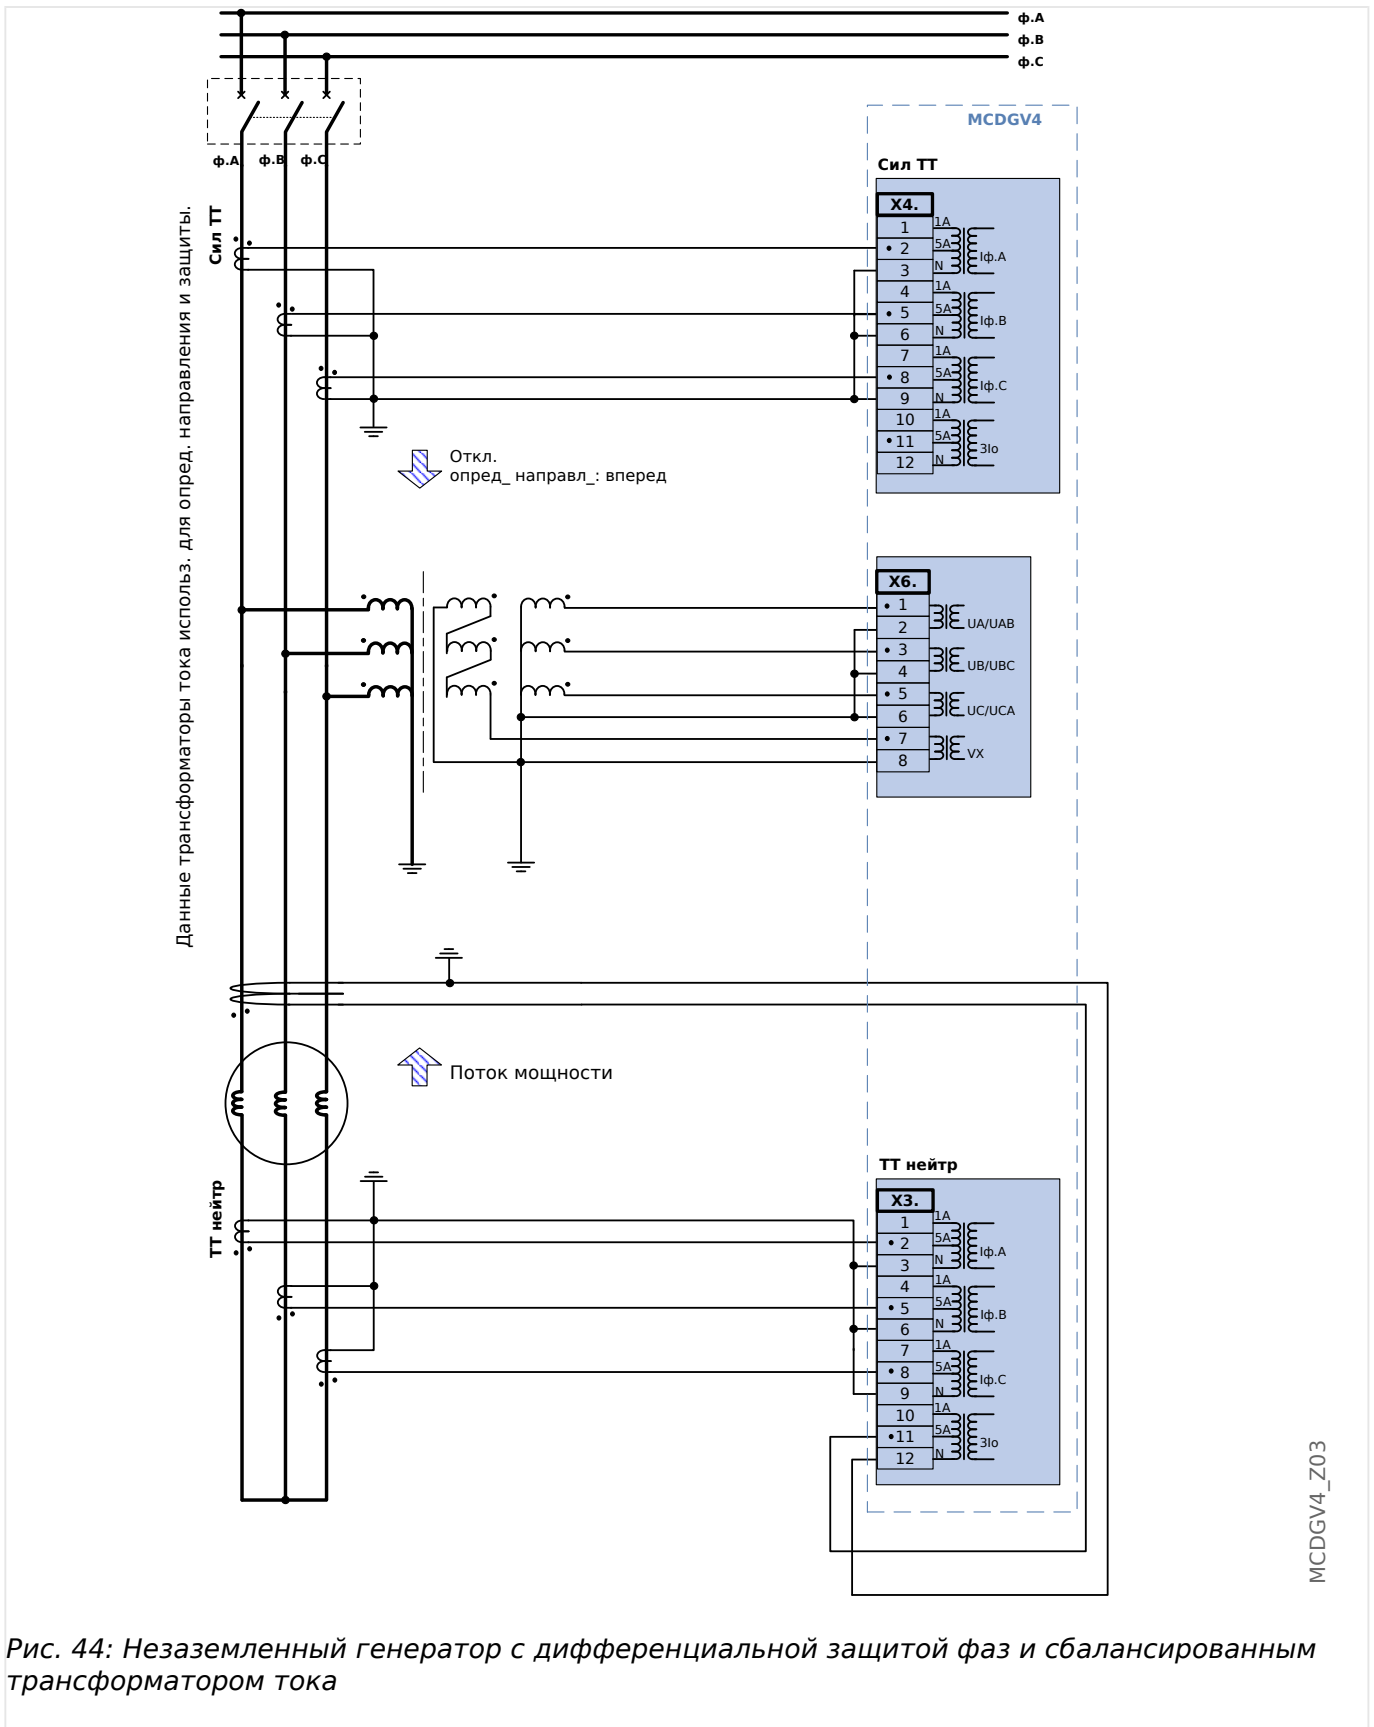 ф.A
ф.B
ф.C
MCDGV4
ф.A ф.B ф.C
Сил ТТ
Данные трансформаторы тока использ. для опред. направления и защиты.
Сил ТТ
X4.
1 1A
2 5A Iф.A
3 N
4 1A
5 5A Iф.B
6 N
7 1A
8 5A Iф.C
9 N
10 1A
11 5A 3Io
12 N
Откл.
опред_ направл_: вперед
X6.
1
2 UA/UAB
3
4 UB/UBC
5
6 UC/UCA
7
8 VX
Поток мощности
ТТ нейтр
ТТ нейтр
X3.
1 1A
2 5A Iф.A
3 N
4 1A
5 5A Iф.B
6 N
7 1A
8 5A Iф.C
9 N
10 1A
11 5A 3Io
12 N
MCDGV4_Z03
Рис. 44: Незаземленный генератор с дифференциальной защитой фаз и сбалансированным
трансформатором тока